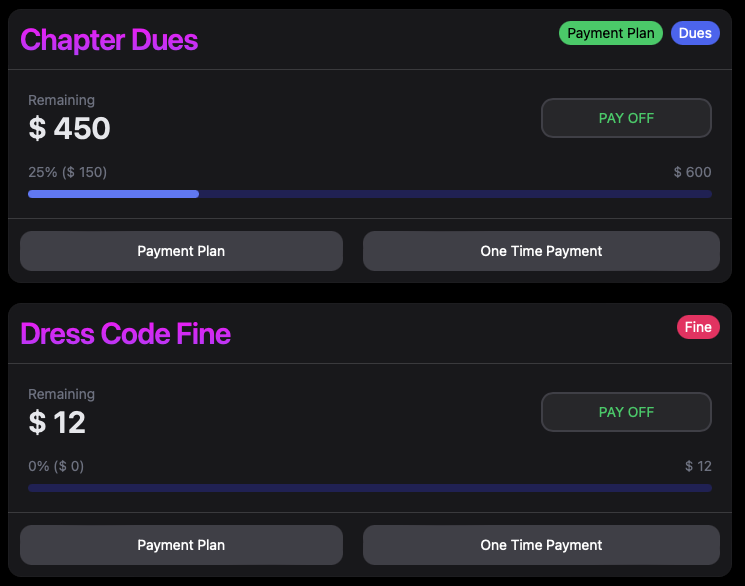 Chapter Dues
Payment Plan
Dues
Remaining
$ 450
PAY OFF
25% ($ 150)
$ 600
Payment Plan
One Time Payment
Dress Code Fine
Fine
Remaining
$ 12
PAY OFF
0% ($ 0)
$ 12
Payment Plan
One Time Payment